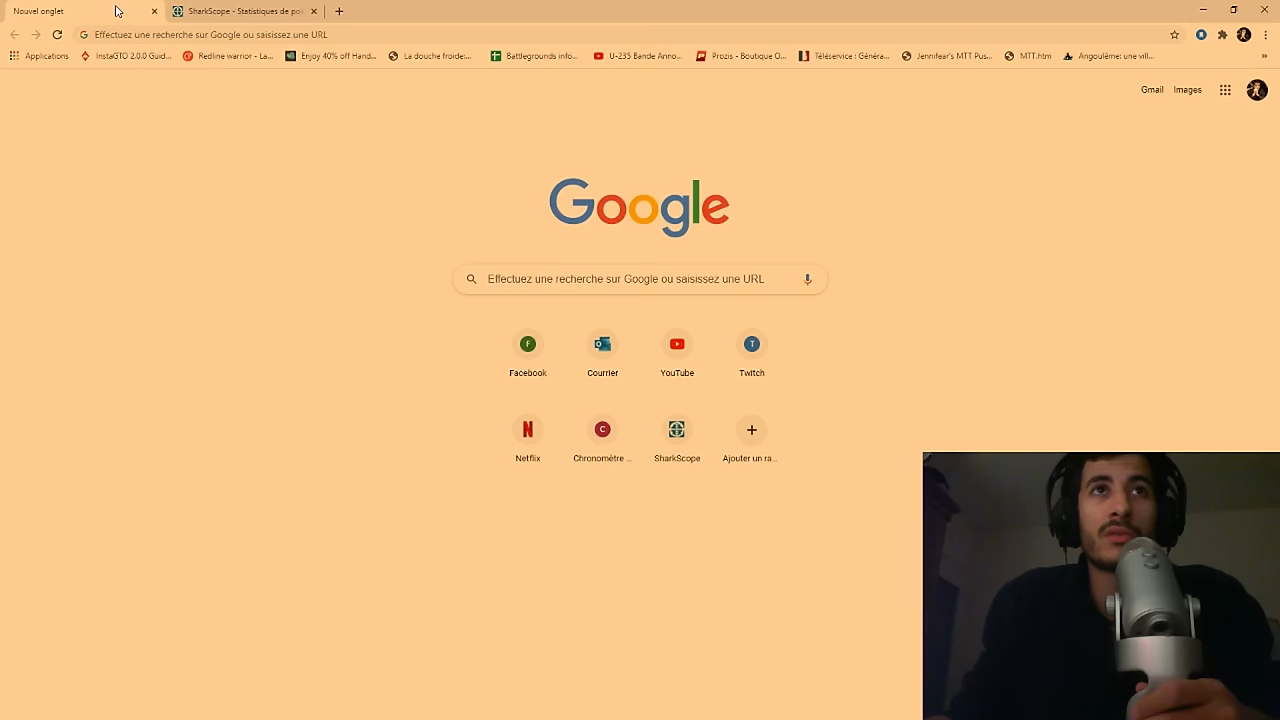 Nouvel onglet
SharkScope - Statistiques de po
Effectuez une recherche sur Google ou saisissez une URL
Applications
InstaGTO 2.0.0 Guid...
Redline warrior - La...
Enjoy 40% off Hand...
La douche froide:...
Battlegrounds info...
U-235 Bande Anno...
Prozis - Boutique O...
Téléservice : Généra...
Jennifear's MTT Pus...
MTT.htm
Angoulême: une vill...
»
Gmail
Images
Google
Effectuez une recherche sur Google ou saisissez une URL
F
T
Facebook
Courrier
YouTube
Twitch
N
C
Netflix
Chronomètre ...
SharkScope
Ajouter un ra...